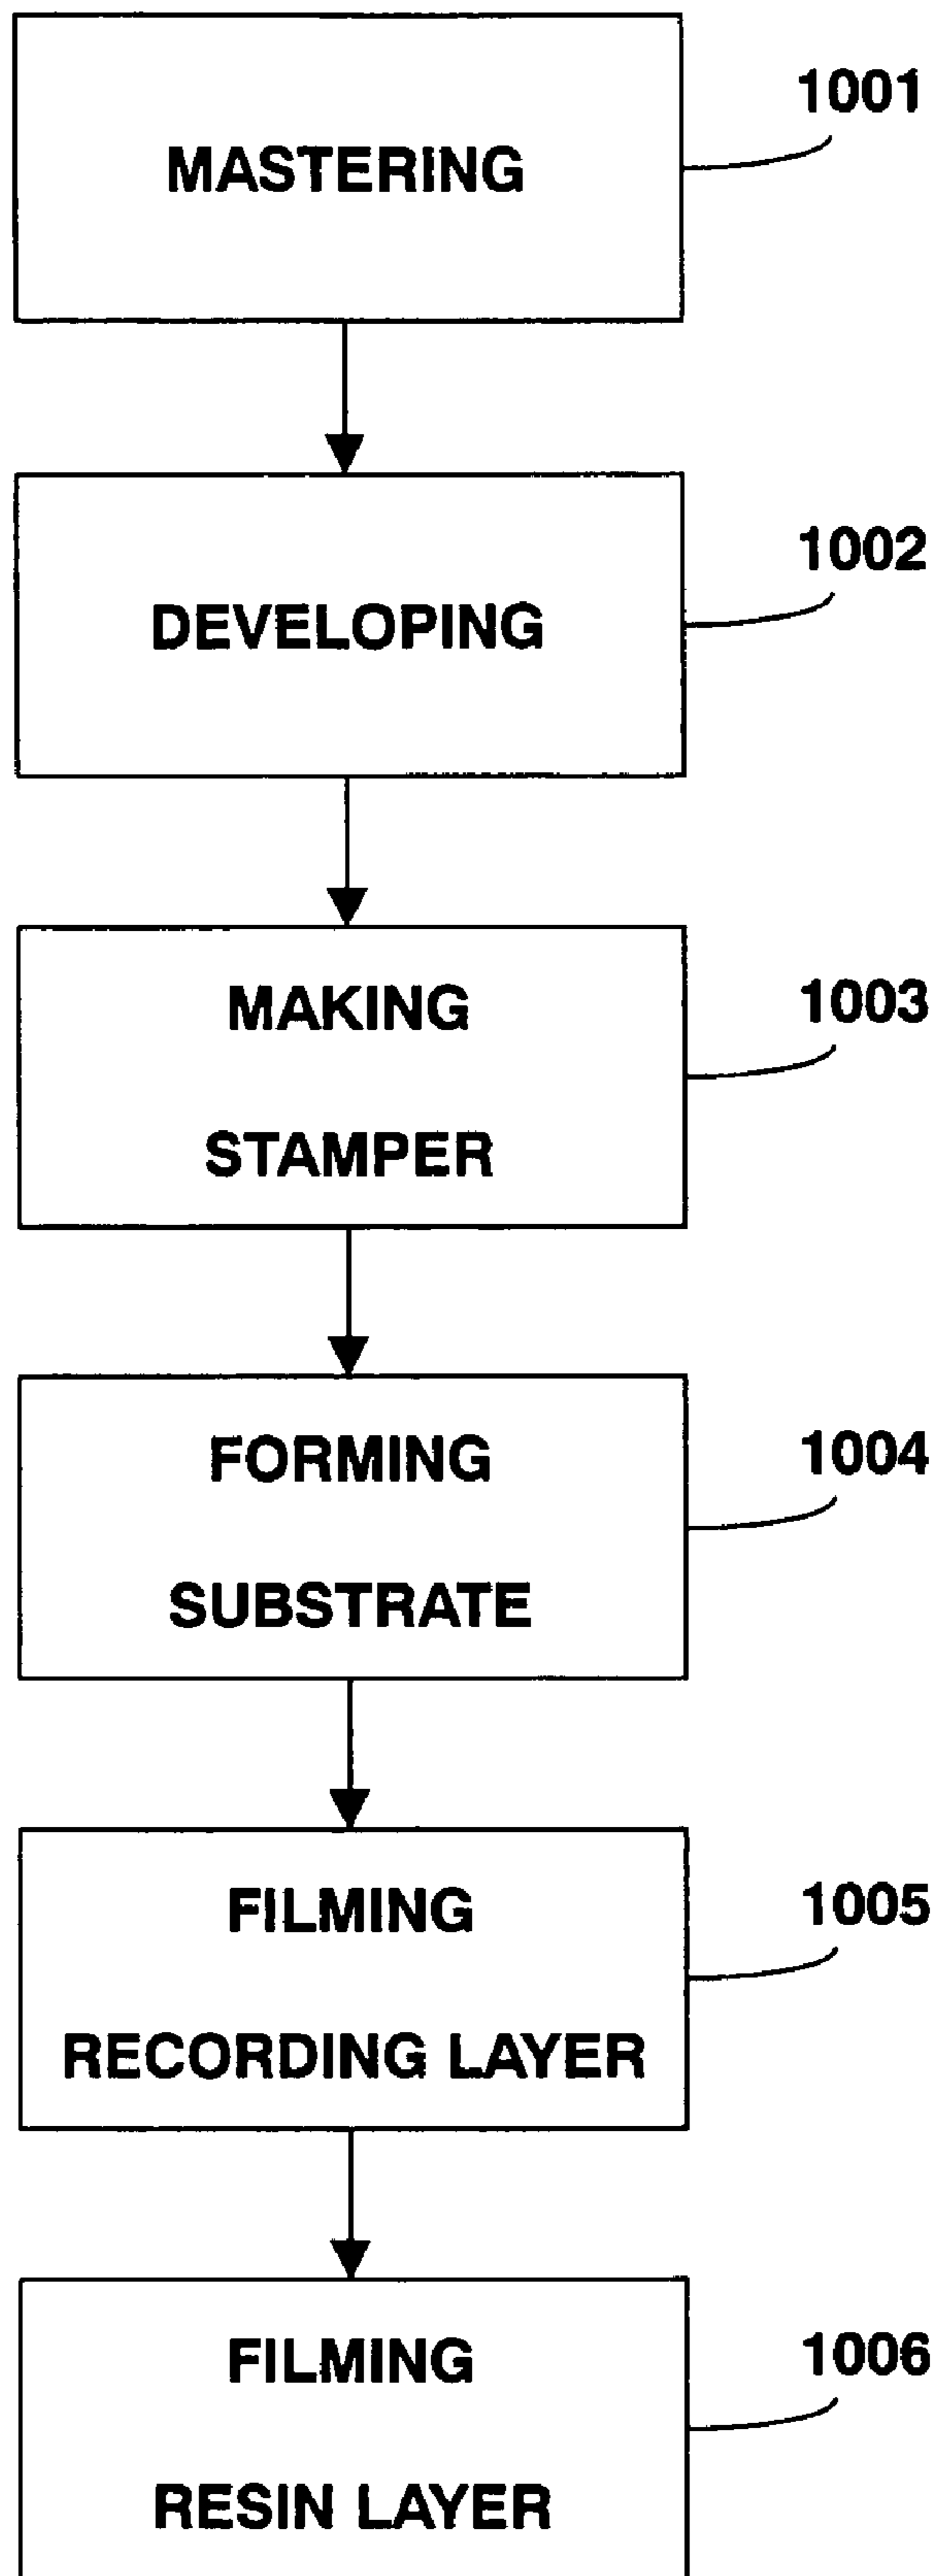 MASTERING
1001
DEVELOPING
1002
MAKING
STAMPER
1003
FORMING
SUBSTRATE
1004
FILMING
RECORDING LAYER
1005
FILMING
RESIN LAYER
1006